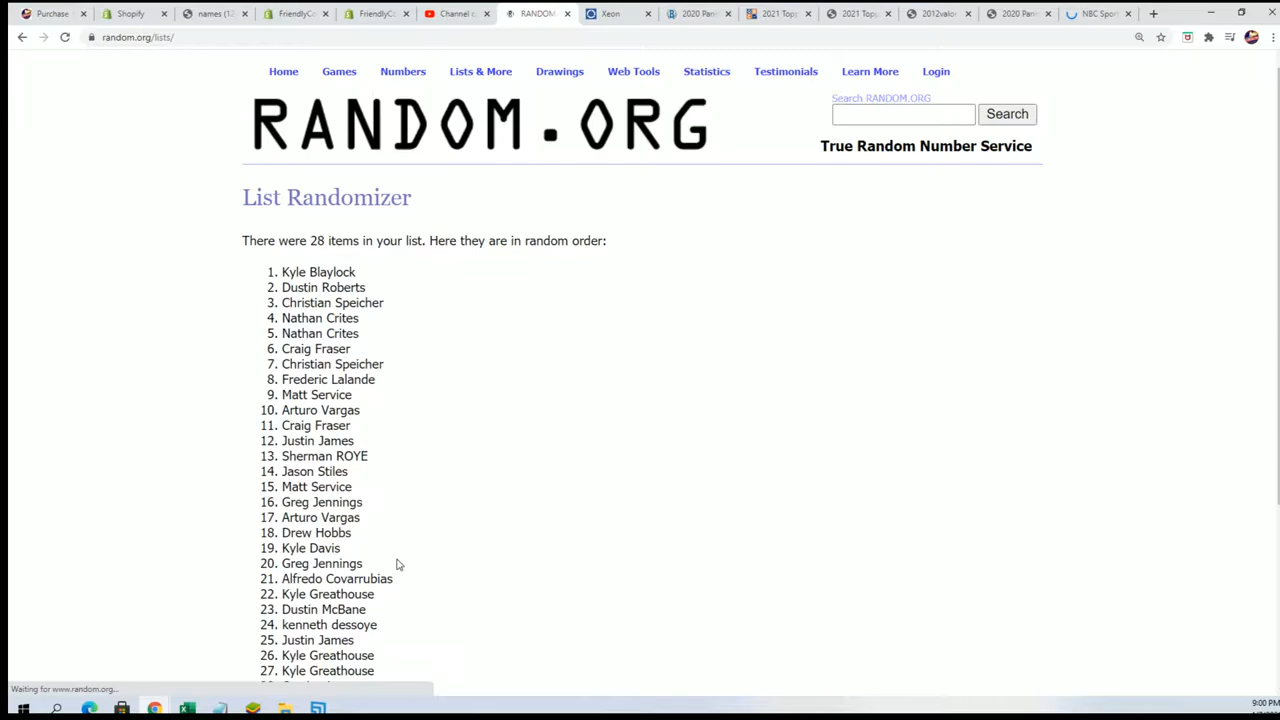 Purchase
Shopify
names (12
FriendlyCo
FriendlyCo
Channel c
RANDOM
Xeon
2020 Pani
2021 Topp
2021 Topp
2012valor
2020 Pani
NBC Sport
random.org/lists/
Home Games Numbers Lists & More Drawings Web Tools Statistics Testimonials Learn More Login
RANDOM.ORG
Search RANDOM.ORG
Search
True Random Number Service
List Randomizer
There were 28 items in your list. Here they are in random order:
1. Kyle Blaylock
2. Dustin Roberts
3. Christian Speicher
4. Nathan Crites
5. Nathan Crites
6. Craig Fraser
7. Christian Speicher
8. Frederic Lalande
9. Matt Service
10. Arturo Vargas
11. Craig Fraser
12. Justin James
13. Sherman ROYE
14. Jason Stiles
15. Matt Service
16. Greg Jennings
17. Arturo Vargas
18. Drew Hobbs
19. Kyle Davis
20. Greg Jennings
21. Alfredo Covarrubias
22. Kyle Greathouse
23. Dustin McBane
24. kenneth dessoye
25. Justin James
26. Kyle Greathouse
27. Kyle Greathouse
Waiting for www.random.org...
9:00 PM